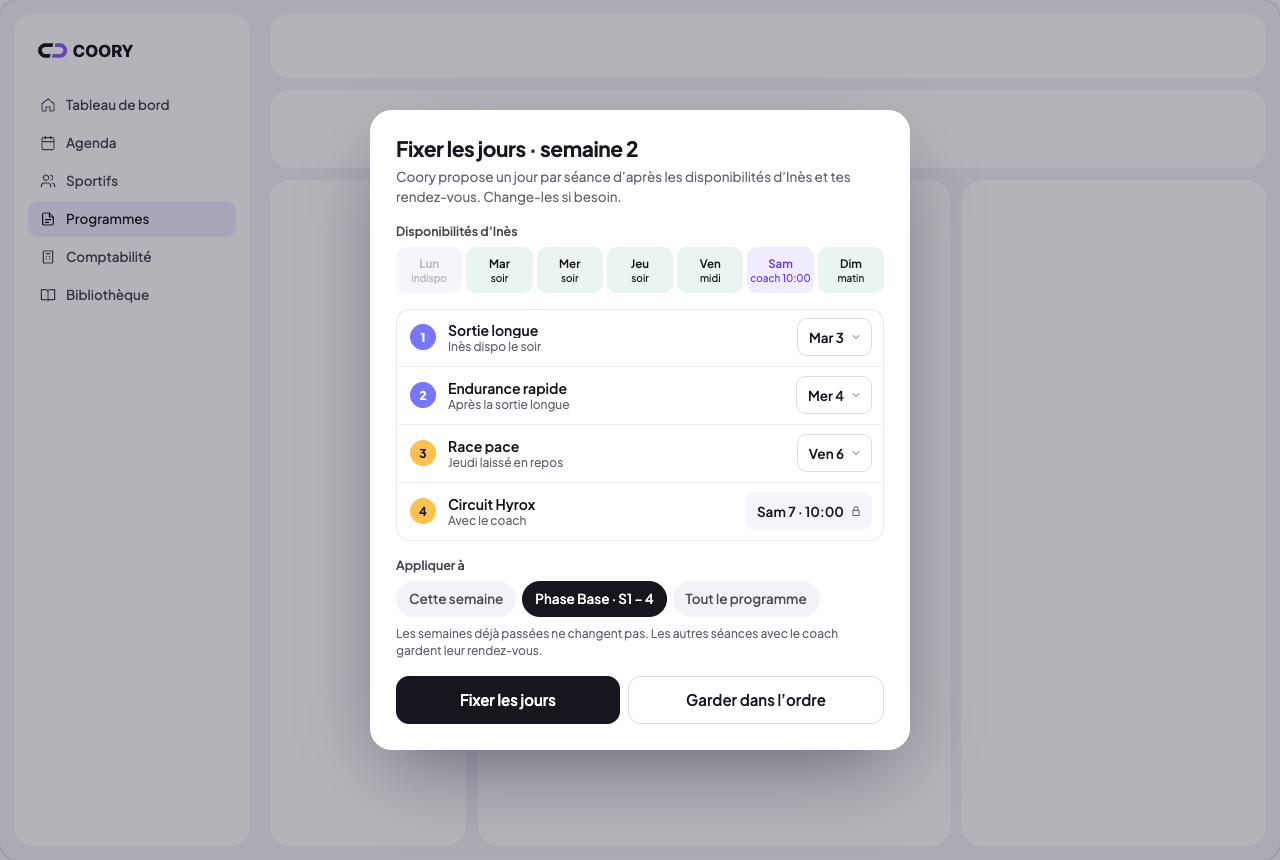 COORY
Tableau de bord
Agenda
Sportifs
Programmes
Comptabilité
Bibliothèque
Fixer les jours · semaine 2
Coory propose un jour par séance d’après les disponibilités d’Inès et tes
rendez-vous. Change-les si besoin.
Disponibilités d’Inès
Lun
indispo
Mar
soir
Mer
soir
Jeu
soir
Ven
midi
Sam
coach 10:00
Dim
matin
1
Sortie longue
Inès dispo le soir
Mar 3
2
Endurance rapide
Après la sortie longue
Mer 4
3
Race pace
Jeudi laissé en repos
Ven 6
4
Circuit Hyrox
Avec le coach
Sam 7 · 10:00
Appliquer à
Cette semaine
Phase Base · S1 – 4
Tout le programme
Les semaines déjà passées ne changent pas. Les autres séances avec le coach
gardent leur rendez-vous.
Fixer les jours
Garder dans l’ordre